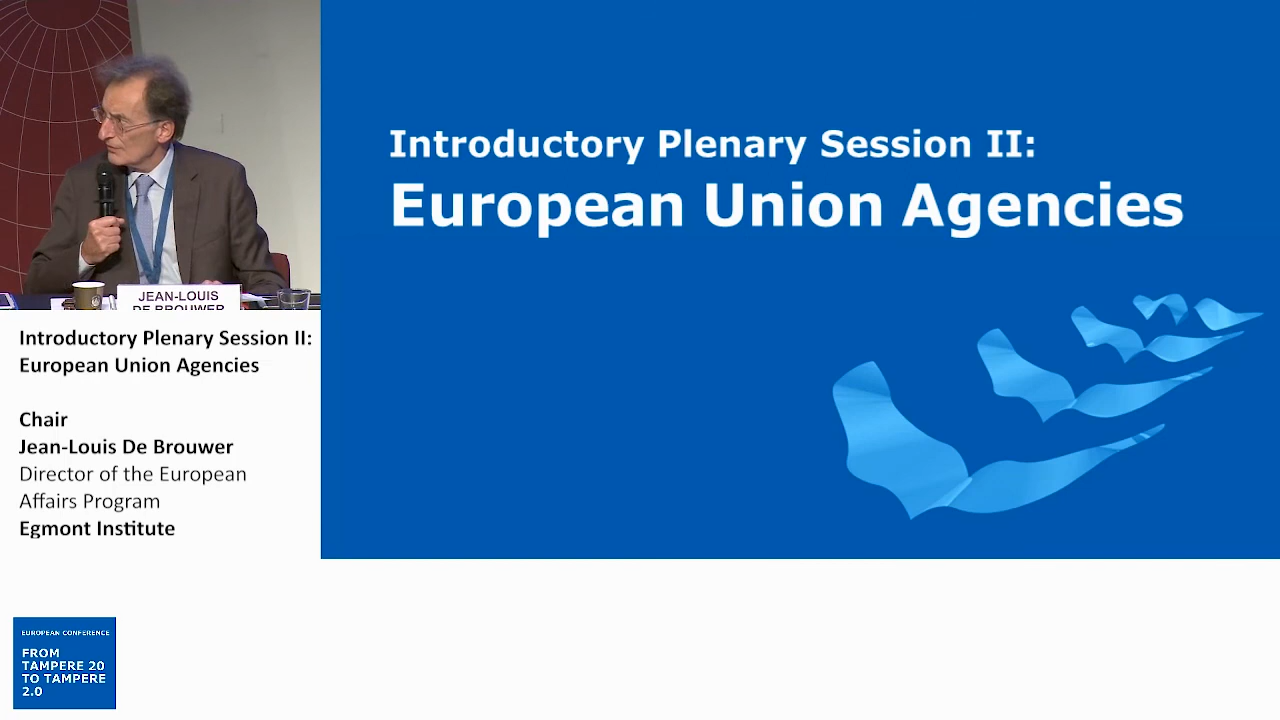 JEAN-LOUIS
DE BROUWER
Introductory Plenary Session II:
European Union Agencies
Chair
Jean-Louis De Brouwer
Director of the European
Affairs Program
Egmont Institute
Introductory Plenary Session II:
European Union Agencies
EUROPEAN CONFERENCE
FROM
TAMPERE 20
TO TAMPERE
2.0